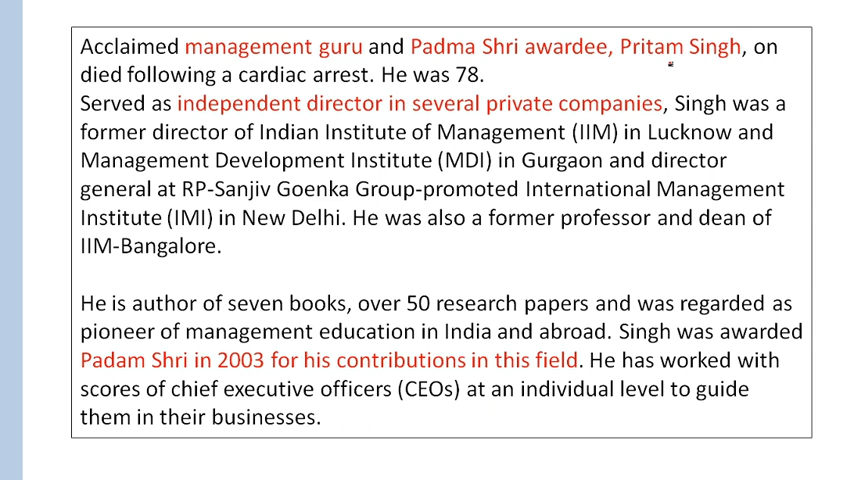 Acclaimed management guru and Padma Shri awardee, Pritam Singh, on
died following a cardiac arrest. He was 78.
Served as independent director in several private companies, Singh was a
former director of Indian Institute of Management (IIM) in Lucknow and
Management Development Institute (MDI) in Gurgaon and director
general at RP-Sanjiv Goenka Group-promoted International Management
Institute (IMI) in New Delhi. He was also a former professor and dean of
IIM-Bangalore.
He is author of seven books, over 50 research papers and was regarded as
pioneer of management education in India and abroad. Singh was awarded
Padam Shri in 2003 for his contributions in this field. He has worked with
scores of chief executive officers (CEOs) at an individual level to guide
them in their businesses.